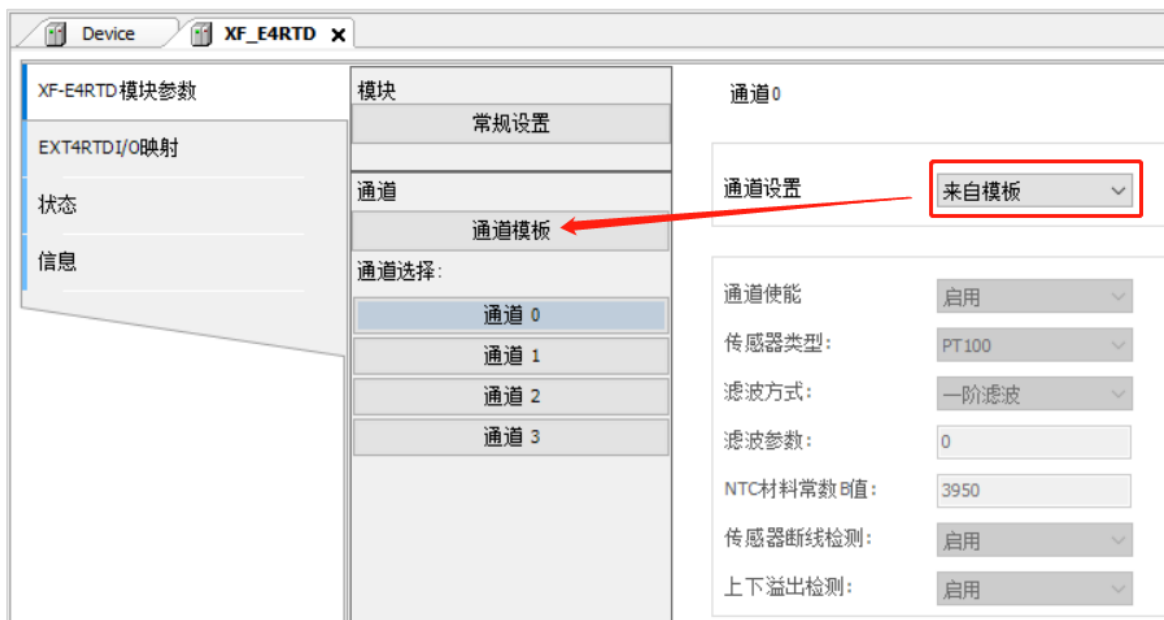 Device
XF_E4RTD
XF-E4RTD模块参数
EXT4RTDI/O映射
状态
信息
模块
常规设置
通道
通道模板
通道选择:
通道 0
通道 1
通道 2
通道 3
通道0
通道设置 来自模板
通道使能 启用
传感器类型: PT100
滤波方式: 一阶滤波
滤波参数: 0
NTC材料常数B值: 3950
传感器断线检测: 启用
上下溢出检测: 启用